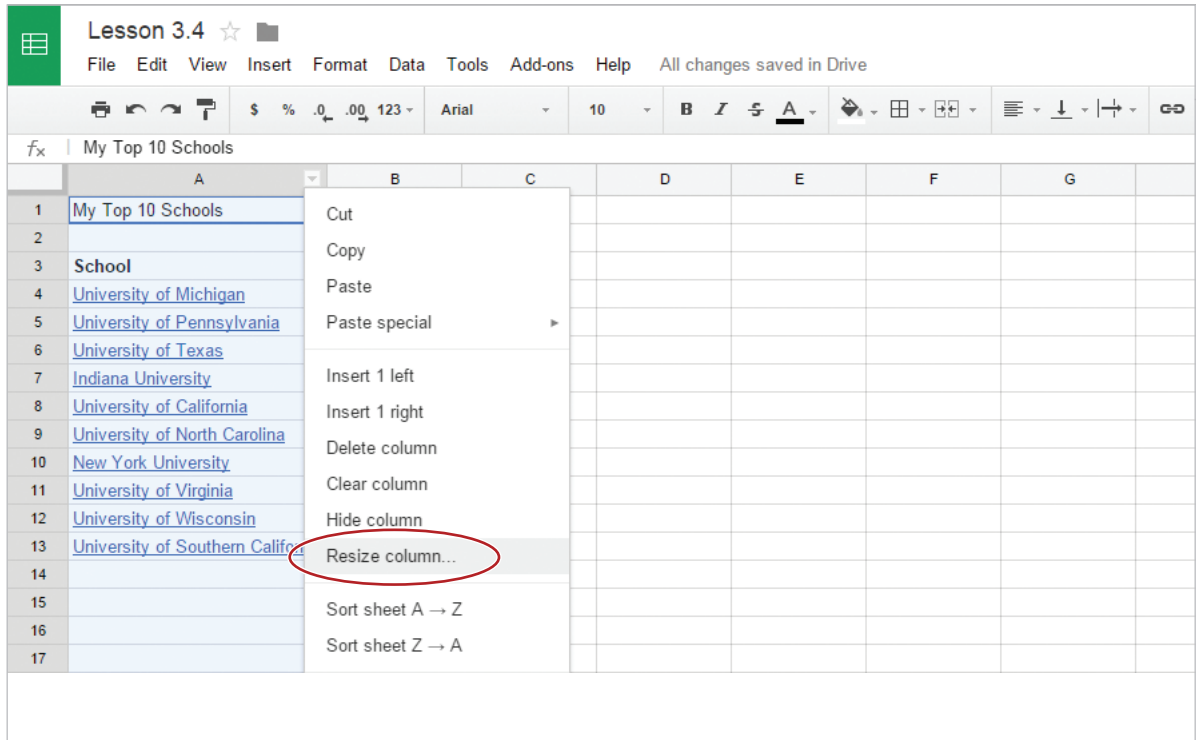 Lesson 3.4
File Edit View Insert Format Data Tools Add-ons Help All changes saved in Drive
$ % .0 .00 123 Arial 10 B I S A
fx My Top 10 Schools
A B C D E F G
1 My Top 10 Schools
2
3 School
4 University of Michigan
5 University of Pennsylvania
6 University of Texas
7 Indiana University
8 University of California
9 University of North Carolina
10 New York University
11 University of Virginia
12 University of Wisconsin
13 University of Southern Califor
14
15
16
17
Cut
Copy
Paste
Paste special
Insert 1 left
Insert 1 right
Delete column
Clear column
Hide column
Resize column...
Sort sheet A → Z
Sort sheet Z → A